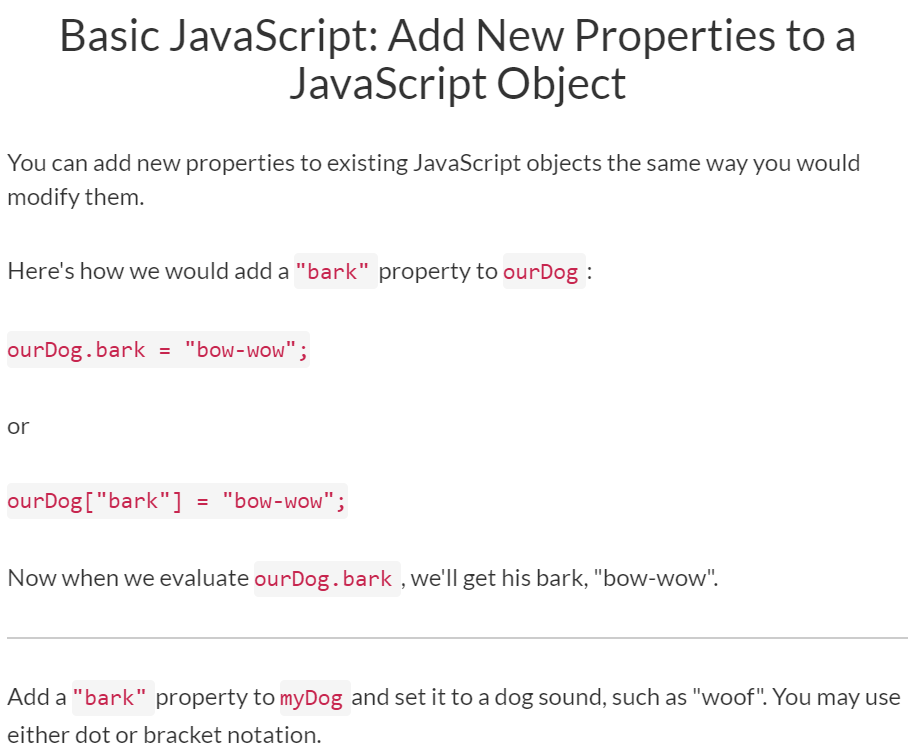 Basic JavaScript: Add New Properties to a
JavaScript Object
You can add new properties to existing JavaScript objects the same way you would
modify them.
Here's how we would add a "bark" property to ourDog :
ourDog.bark = "bow-wow";
or
ourDog["bark"] = "bow-wow";
Now when we evaluate ourDog.bark , we'll get his bark, "bow-wow".
Add a "bark" property to myDog and set it to a dog sound, such as "woof". You may use
either dot or bracket notation.